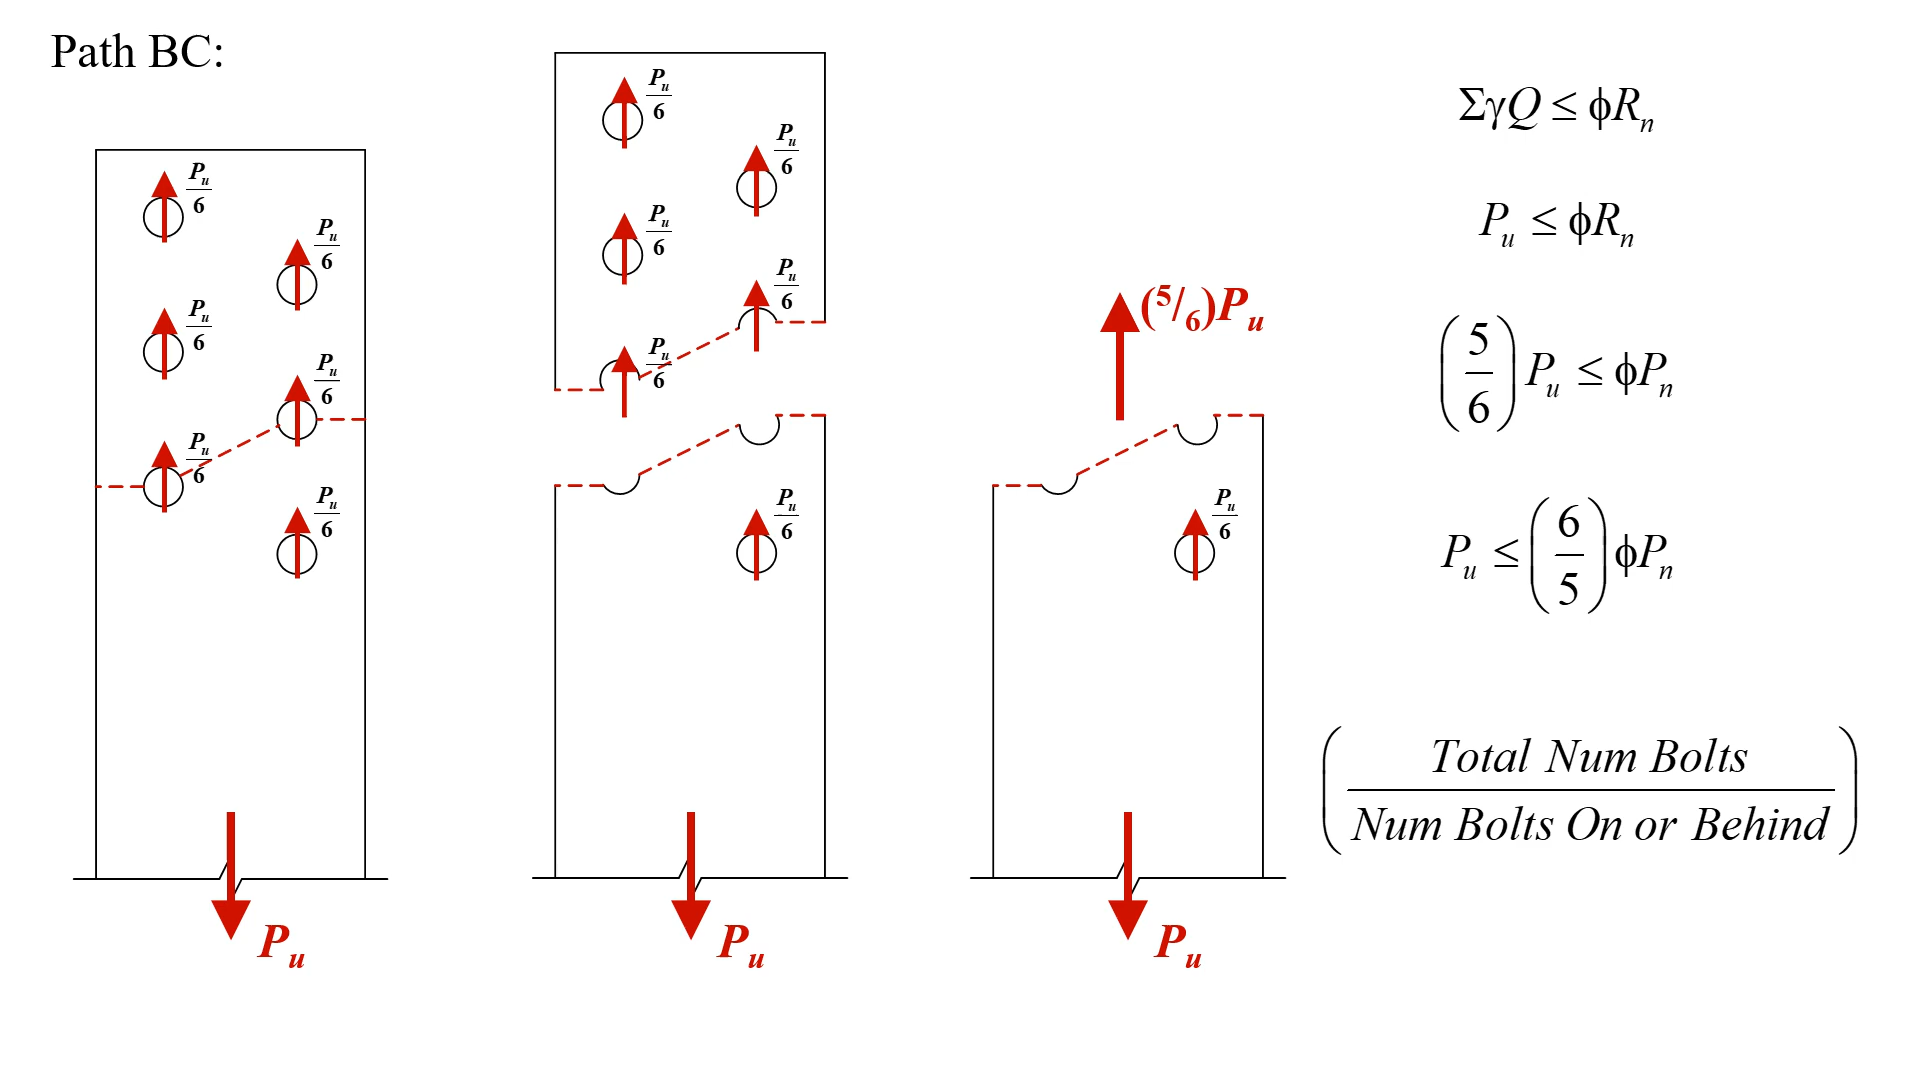 Path BC:
Pu/6
Pu/6
Pu/6
Pu/6
Pu/6
Pu/6
Pu
Pu/6
Pu/6
Pu/6
Pu/6
Pu/6
Pu/6
Pu
(5/6)Pu
Pu/6
Pu
ΣγQ ≤ ϕRn
Pu ≤ ϕRn
(5/6) Pu ≤ ϕPn
Pu ≤ (6/5) ϕPn
(Total Num Bolts / Num Bolts On or Behind)